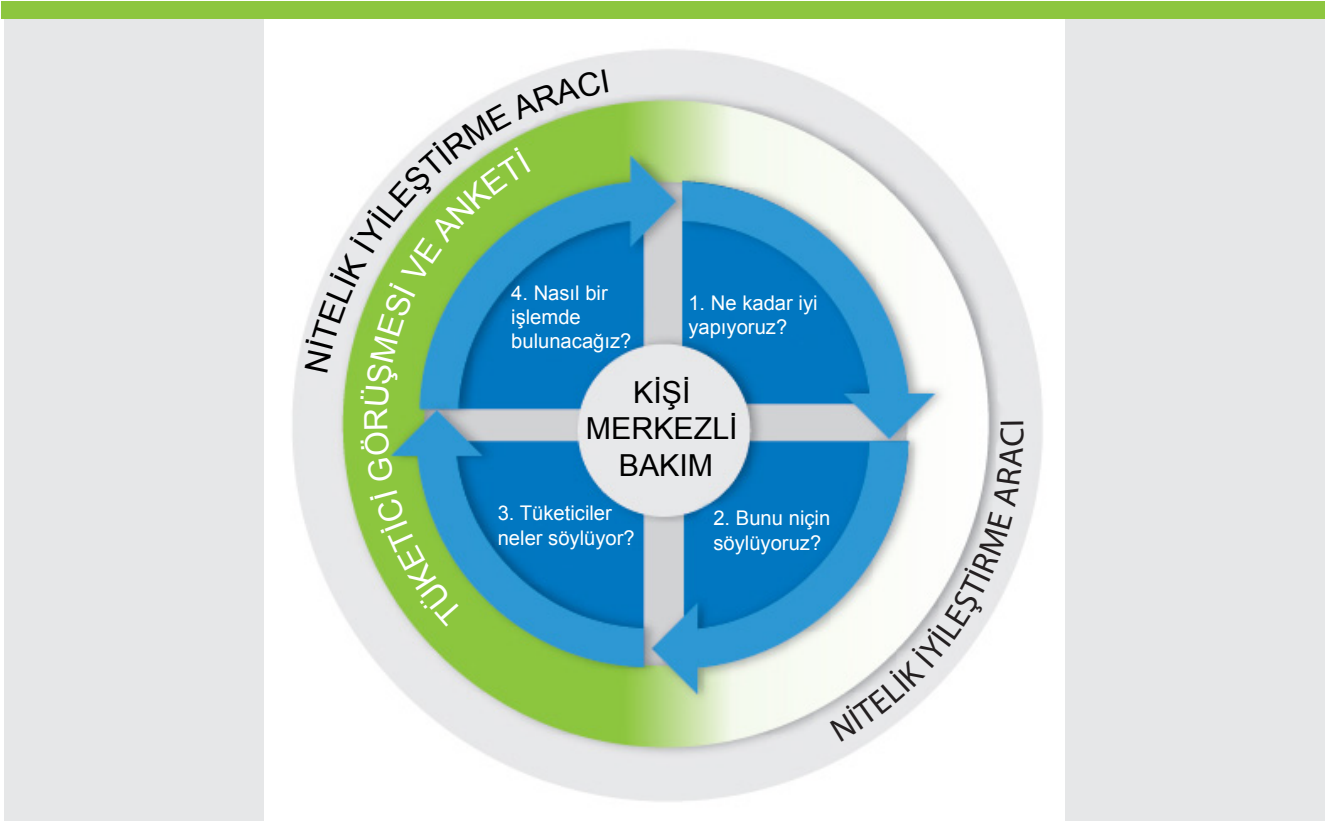 NİTELİK İYİLEŞTİRME ARACI
TÜKETİCİ GÖRÜŞMESİ VE ANKETİ
4. Nasıl bir
işlemde
bulunacağız?
1. Ne kadar iyi
yapıyoruz?
KİŞİ
MERKEZLİ
BAKIM
3. Tüketiciler
neler söylüyor?
2. Bunu niçin
söylüyoruz?
NİTELİK İYİLEŞTİRME ARACI